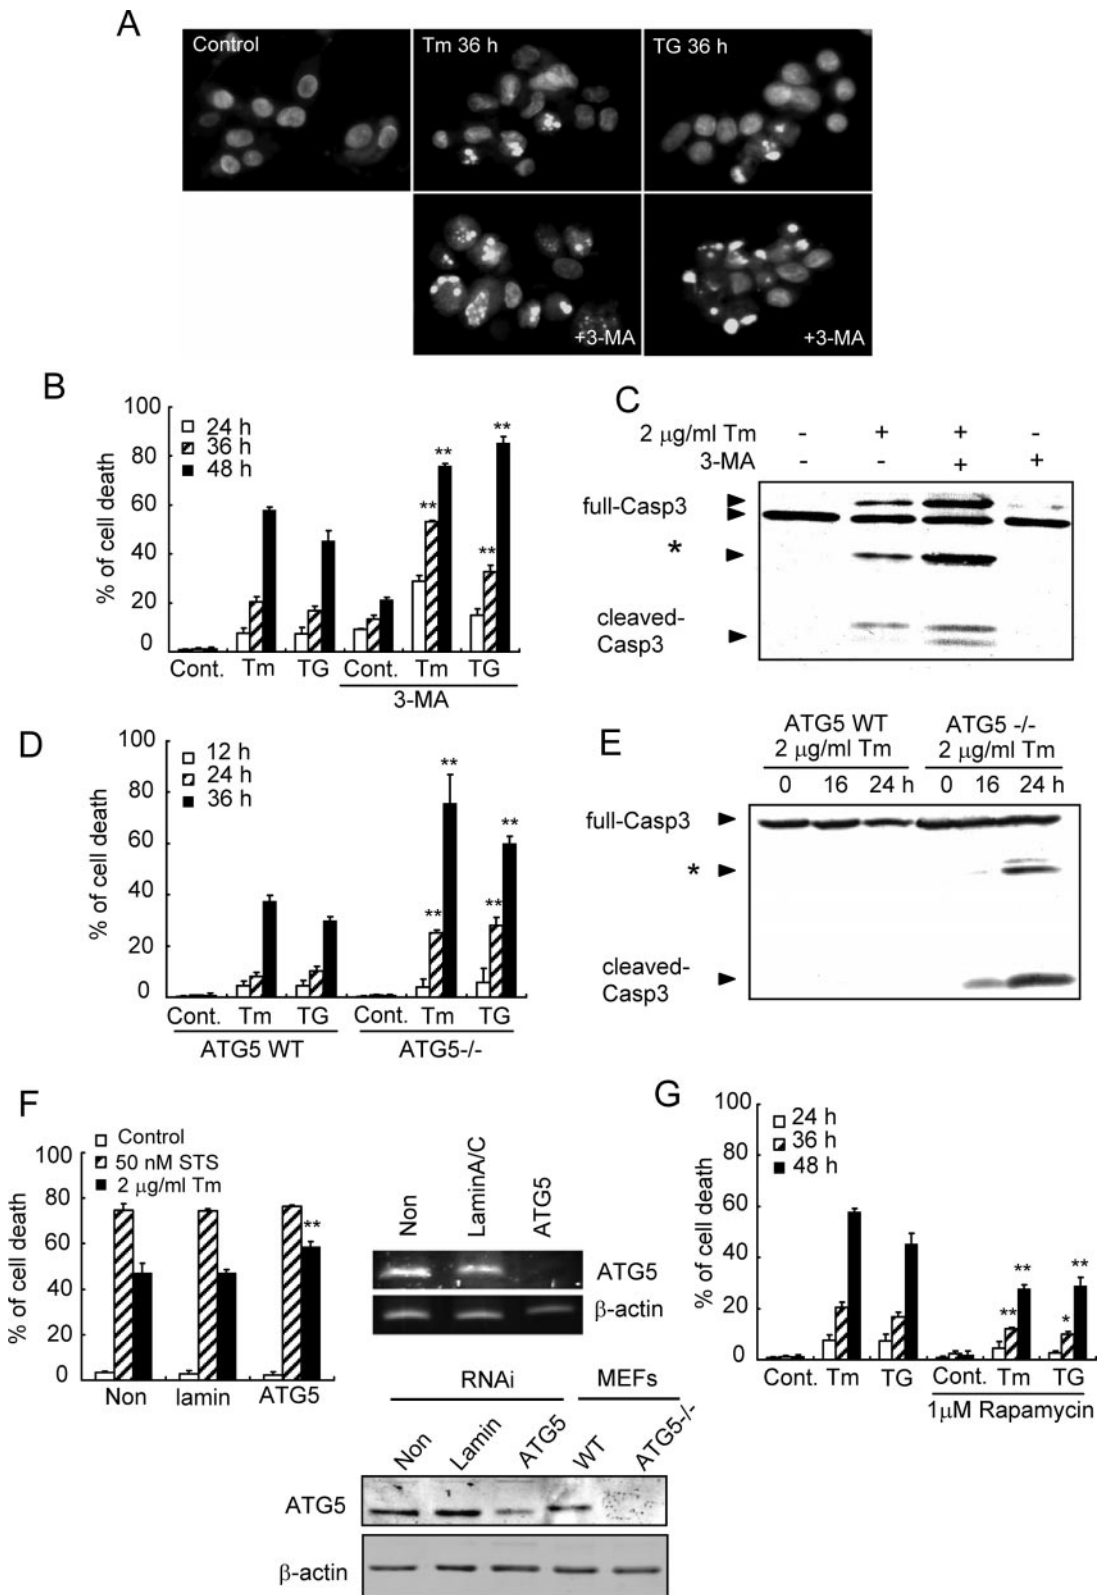 A
Control
Tm 36 h
TG 36 h
+3-MA
+3-MA
B
100
80
60
40
20
0
% of cell death
24 h
36 h
48 h
** ** ** **
Cont. Tm TG Cont. Tm TG
3-MA
C
2 μg/ml Tm - + + -
3-MA - - + +
full-Casp3
*
cleaved-
Casp3
D
100
80
60
40
20
0
% of cell death
12 h
24 h
36 h
** ** ** **
Cont. Tm TG Cont. Tm TG
ATG5 WT ATG5-/-
E
ATG5 WT ATG5 -/-
2 μg/ml Tm 2 μg/ml Tm
0 16 24 h 0 16 24 h
full-Casp3
*
cleaved-
Casp3
F
100
80
60
40
20
0
% of cell death
Control
50 nM STS
2 μg/ml Tm
**
Non lamin ATG5
Non LaminA/C ATG5
ATG5
β-actin
RNAi MEFs
Non Lamin ATG5 WT ATG5-/-
ATG5
β-actin
G
100
80
60
40
20
0
% of cell death
24 h
36 h
48 h
** ** * **
Cont. Tm TG Cont. Tm TG
1μM Rapamycin